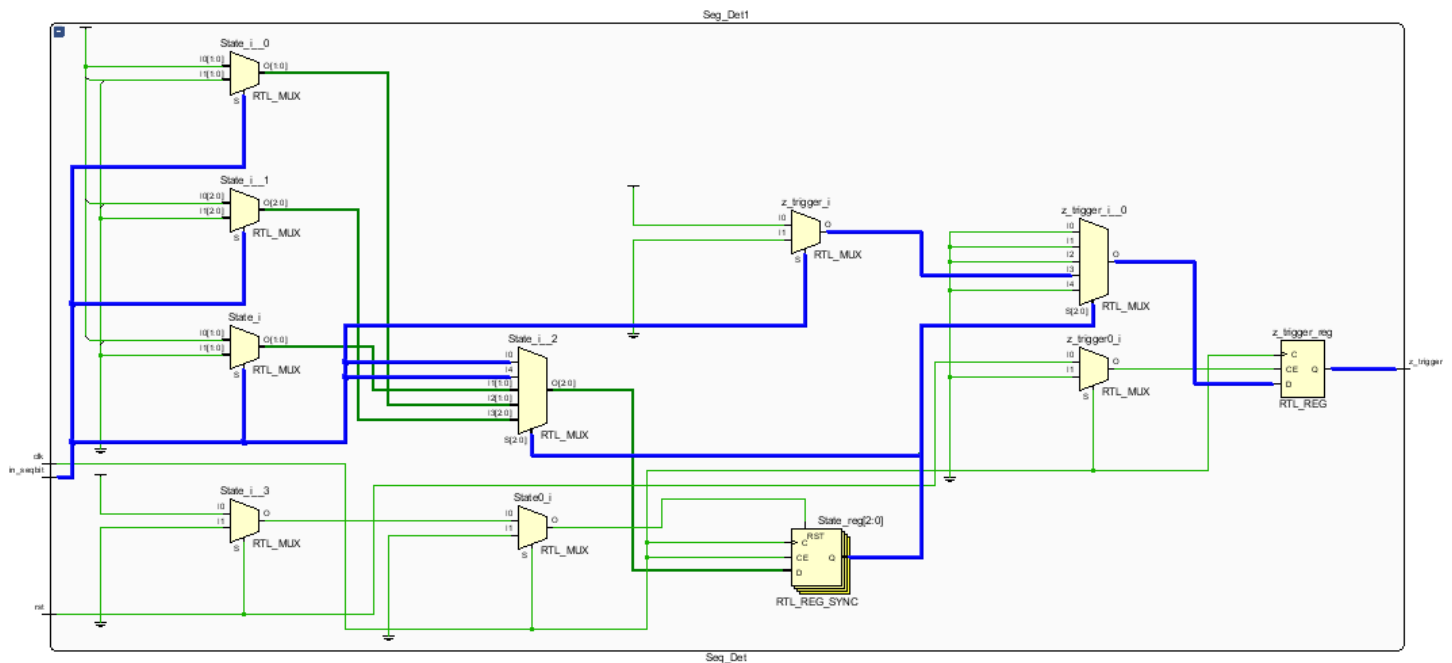 Seg_Det1
State_i__0
I0[1:0]
I1[1:0]
O[1:0]
S
RTL_MUX
State_i__1
I0[2:0]
I1[2:0]
O[2:0]
S
RTL_MUX
State_i
I0[1:0]
I1[1:0]
O[1:0]
S
RTL_MUX
State_i__2
I0
I4
I1[1:0]
I2[1:0]
I3[2:0]
O[2:0]
S[2:0]
RTL_MUX
z_trigger_i
I0
I1
O
S
RTL_MUX
z_trigger_i__0
I0
I1
I2
I3
I4
O
S[2:0]
RTL_MUX
z_trigger0_i
I0
I1
O
S
RTL_MUX
z_trigger_reg
C
CE
D
Q
RTL_REG
z_trigger
clk
in_seqbit
State_i__3
I0
I1
O
S
RTL_MUX
State0_i
I0
I1
O
S
RTL_MUX
State_reg[2:0]
RST
C
CE
D
Q
RTL_REG_SYNC
rst
Seq_Det